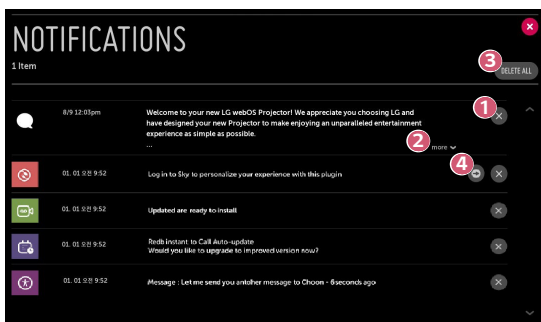 NOTIFICATIONS
1 Item
3
DELETE ALL
8/9 12:03pm
Welcome to your new LG webOS Projector! We appreciate you choosing LG and
have designed your new Projector to make enjoying an unparalleled entertainment
experience as simple as possible.
...
1
2
more
4
01. 01 오전 9:52
Log in to Sky to personalize your experience with this plugin
01. 01 오전 9:52
Updated are ready to install
01. 01 오전 9:52
Redb instant to Call Auto-update
Would you like to upgrade to improved version now?
01. 01 오전 9:52
Message : Let me send you antoher message to Choon - 6seconds ago